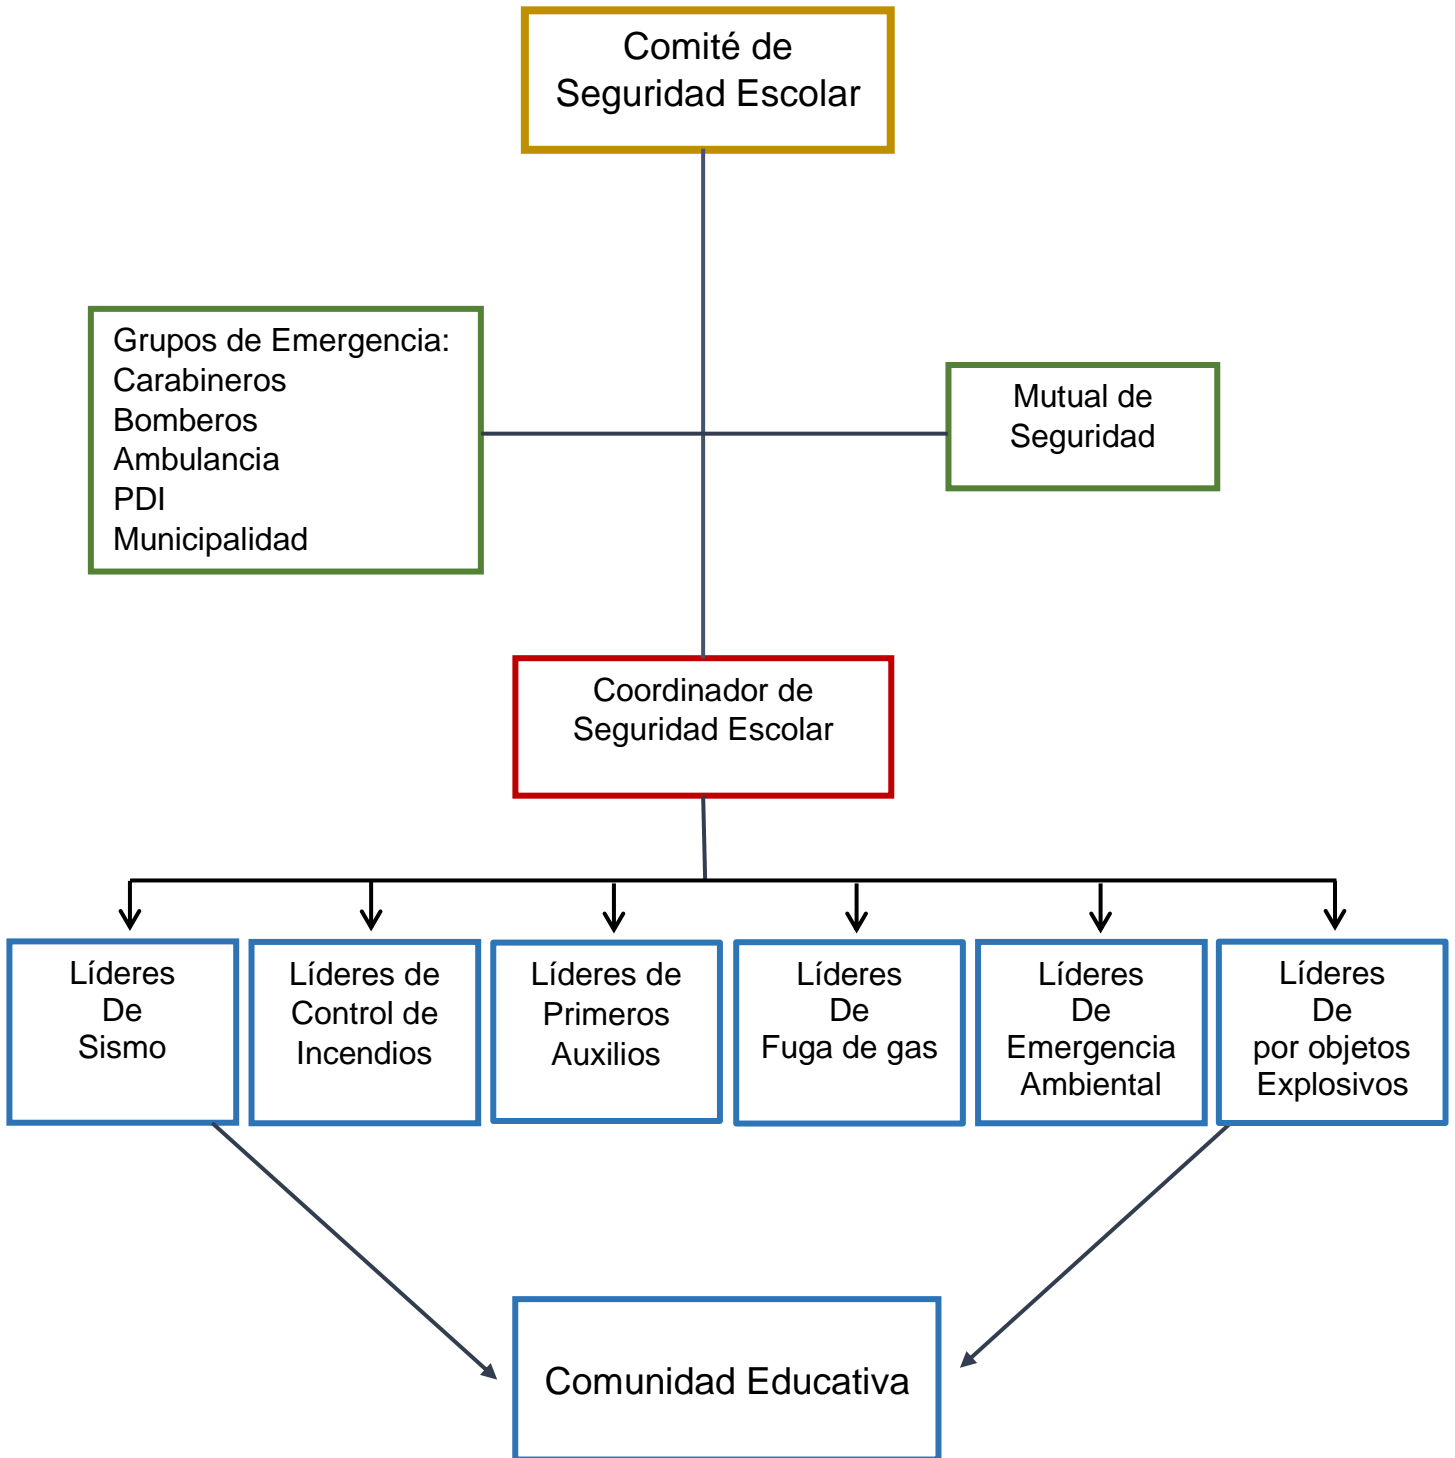 Comité de
Seguridad Escolar
Grupos de Emergencia:
Carabineros
Bomberos
Ambulancia
PDI
Municipalidad
Mutual de
Seguridad
Coordinador de
Seguridad Escolar
Líderes
De
Sismo
Líderes de
Control de
Incendios
Líderes de
Primeros
Auxilios
Líderes
De
Fuga de gas
Líderes
De
Emergencia
Ambiental
Líderes
De
por objetos
Explosivos
Comunidad Educativa